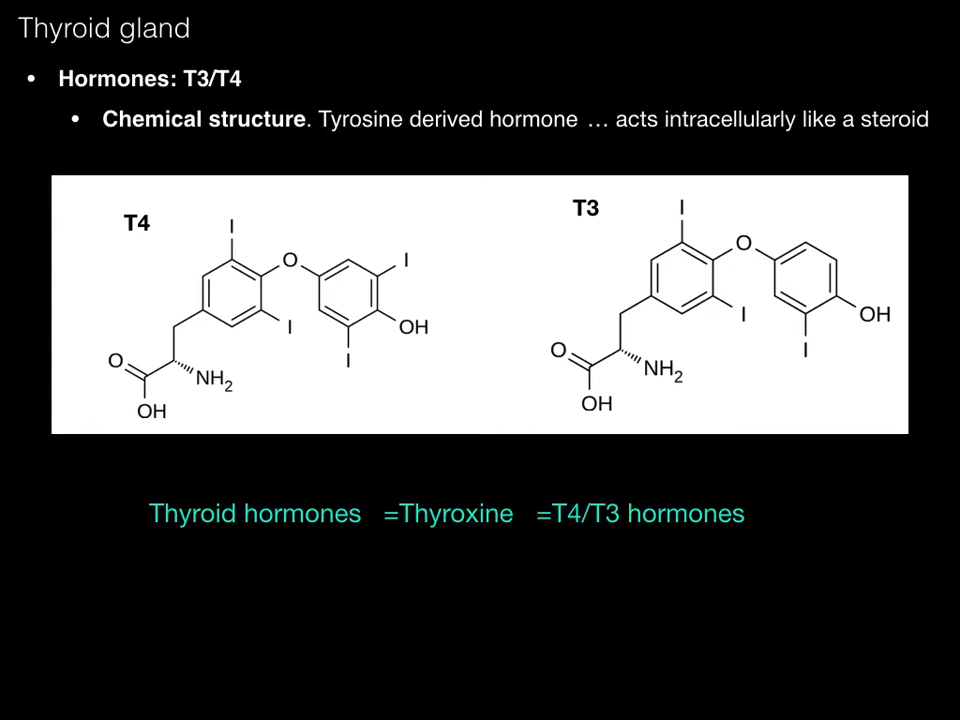 Thyroid gland
• Hormones: T3/T4
• Chemical structure. Tyrosine derived hormone … acts intracellularly like a steroid
T4
I
O
I
I
OH
I
O
NH2
OH
T3
I
O
I
OH
I
O
NH2
OH
Thyroid hormones =Thyroxine =T4/T3 hormones